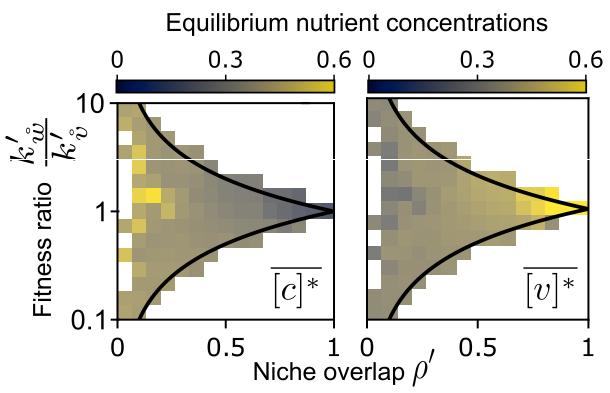 Equilibrium nutrient concentrations
0 0.3 0.6 0 0.3 0.6
10
1
0.1
Fitness ratio k′ẘ / k′v̊
[c]* [v]*
0 0.5 1 0 0.5 1
Niche overlap ρ′